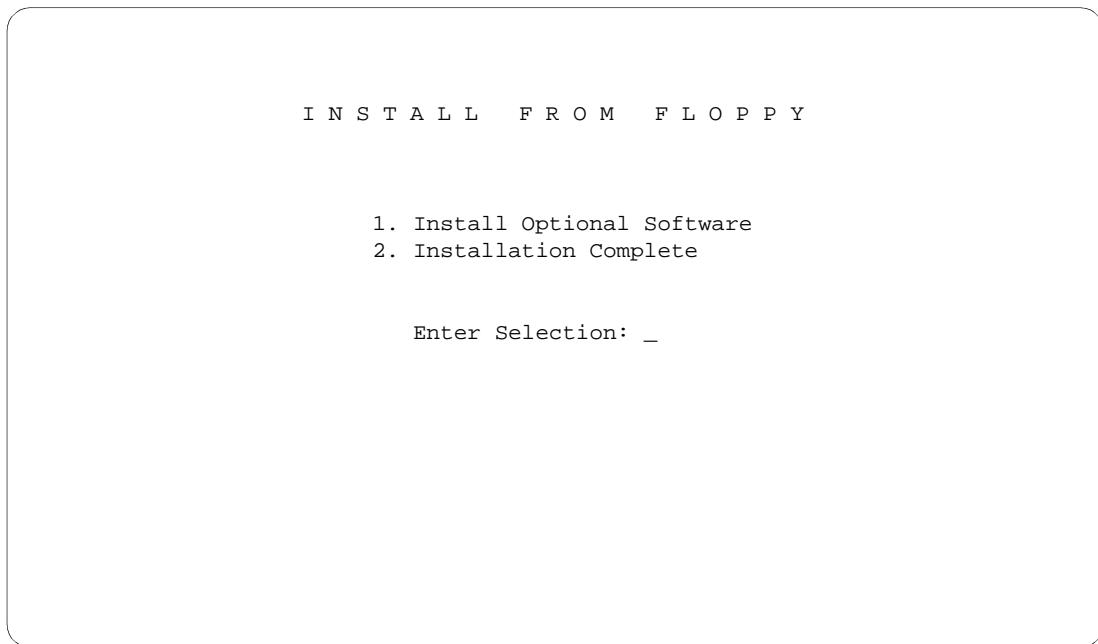 I N S T A L L   F R O M   F L O P P Y
1. Install Optional Software
2. Installation Complete
Enter Selection: _